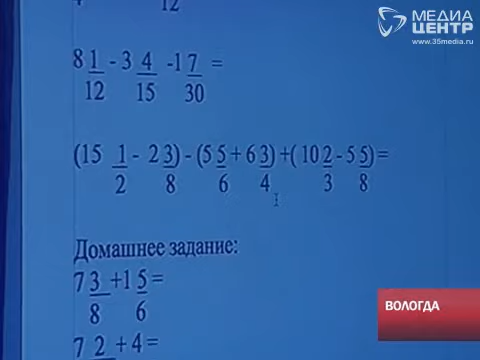 МЕДИА
ЦЕНТР
www.35media.ru
12
8 1 - 3 4 -1 7 =
12 15 30
(15 1 - 2 3) - (5 5 + 6 3) +( 10 2 - 5 5) =
2 8 6 4 3 8
Домашнее задание:
7 3 +1 5 =
8 6
7 2 + 4 =
ВОЛОГДА